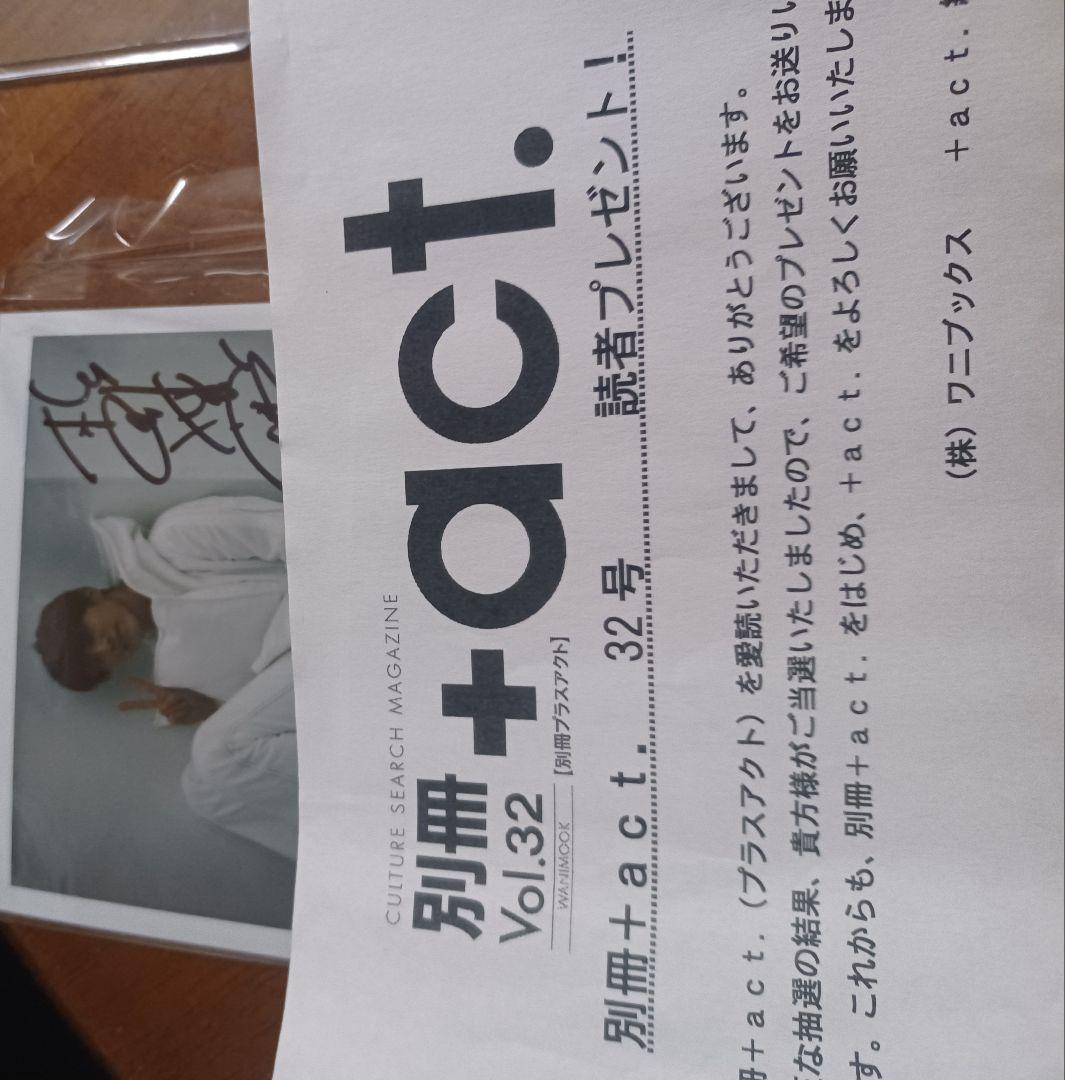 CULTURE SEARCH MAGAZINE
別冊+act.
Vol.32
WANIMOOK
【別冊プラスアクト】
別冊+act. 32号 読者プレゼント!
冊+act.(プラスアクト)を愛読いただきまして、ありがとうございます。
な抽選の結果、貴方様がご当選いたしましたので、ご希望のプレゼントをお送りい
す。これからも、別冊+act.をはじめ、+act.をよろしくお願いいたしま
(株)ワニブックス +act.